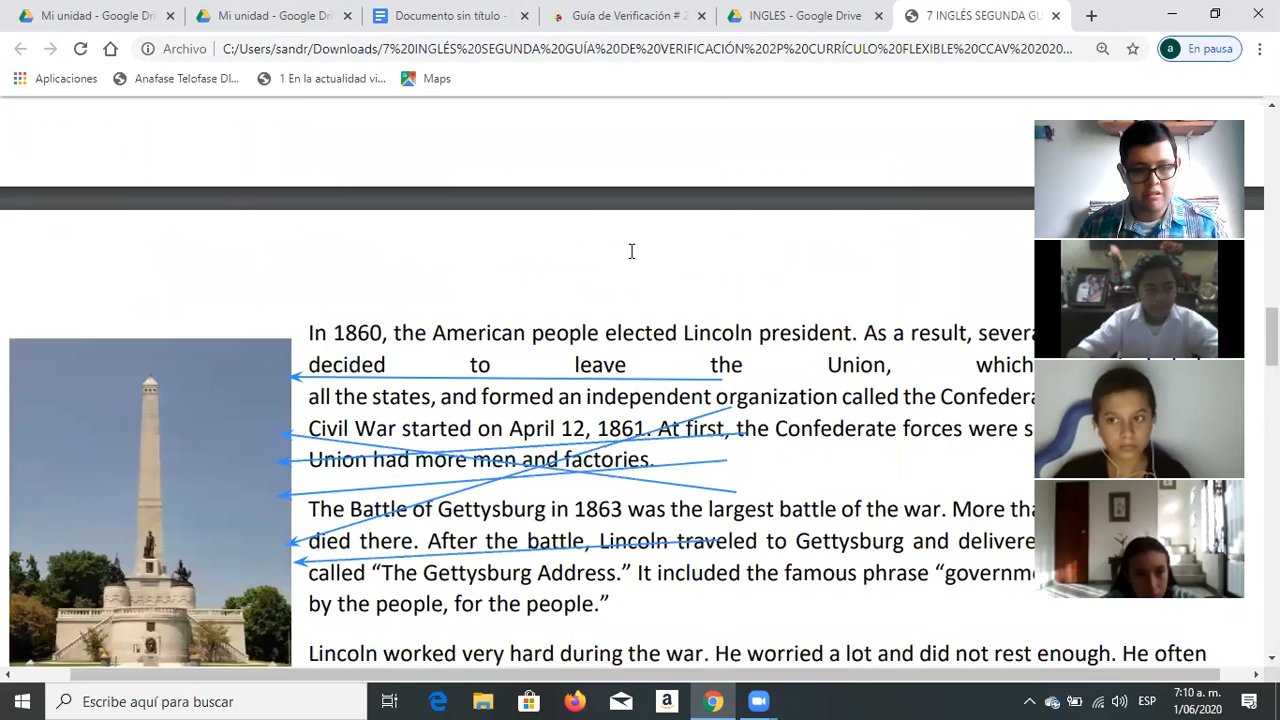 Mi unidad - Google Dri
Mi unidad - Google Dri
Documento sin título -
Guía de Verificación # 2
INGLES - Google Drive
7 INGLÉS SEGUNDA GU
Archivo
C:/Users/sandr/Downloads/7%20INGLÉS%20SEGUNDA%20GUÍA%20DE%20VERIFICACIÓN%202P%20CURRÍCULO%20FLEXIBLE%20CCAV%202020...
a
En pausa
Aplicaciones
Anafase Telofase DI...
1 En la actualidad vi...
Maps
In 1860, the American people elected Lincoln president. As a result, severa
decided to leave the Union, which
all the states, and formed an independent organization called the Confedera
Civil War started on April 12, 1861. At first, the Confederate forces were s
Union had more men and factories.
The Battle of Gettysburg in 1863 was the largest battle of the war. More tha
died there. After the battle, Lincoln traveled to Gettysburg and delivere
called “The Gettysburg Address.” It included the famous phrase “governme
by the people, for the people.”
Lincoln worked very hard during the war. He worried a lot and did not rest enough. He often
Escribe aquí para buscar
a
ESP
7:10 a. m.
1/06/2020